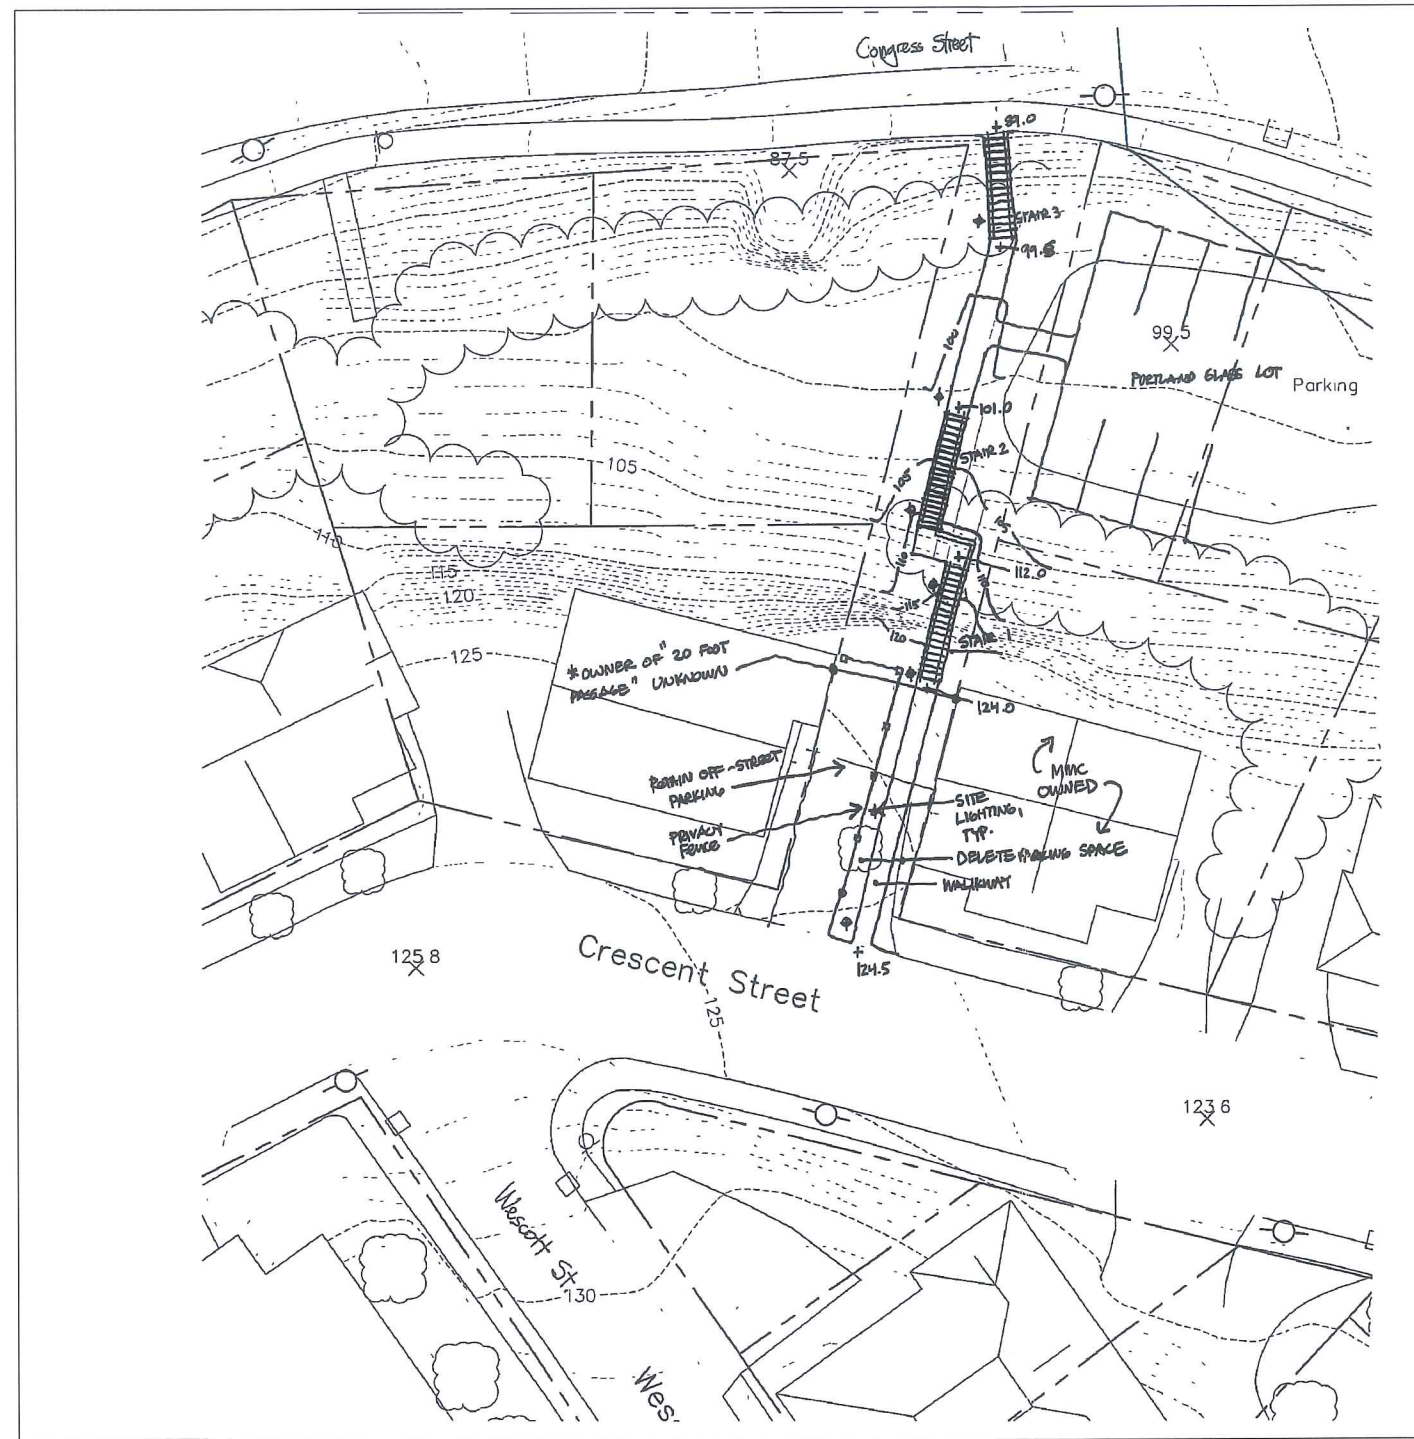 Congress Street
89.0
87.5
STAIR 3
99.5
100
99.5
PORTLAND GLASS LOT
Parking
101.0
STAIR 2
105
105
105
110
115
120
125
110
112.0
110
115
120
STAIR 1
*OWNER OF "20 FOOT
PASSAGE" UNKNOWN
124.0
RETAIN OFF-STREET
PARKING
MMC
OWNED
SITE
LIGHTING,
TYP.
PRIVACY
FENCE
DELETE PARKING SPACE
WALKWAY
125.8
Crescent Street
124.5
125
123.6
Wescott St.
130
Wes